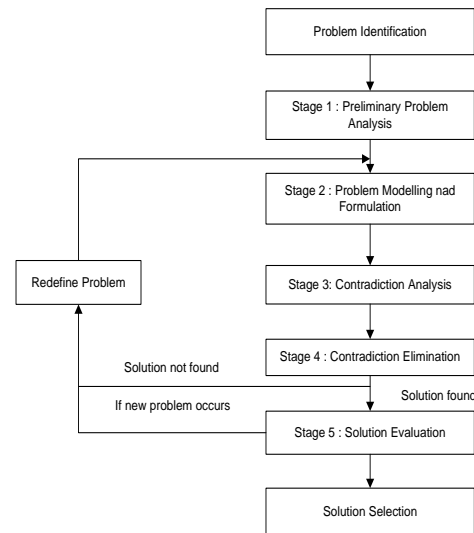 Problem Identification
Stage 1 : Preliminary Problem
Analysis
Stage 2 : Problem Modelling nad
Formulation
Redefine Problem
Stage 3: Contradiction Analysis
Stage 4 : Contradiction Elimination
Solution not found
Solution found
If new problem occurs
Stage 5 : Solution Evaluation
Solution Selection